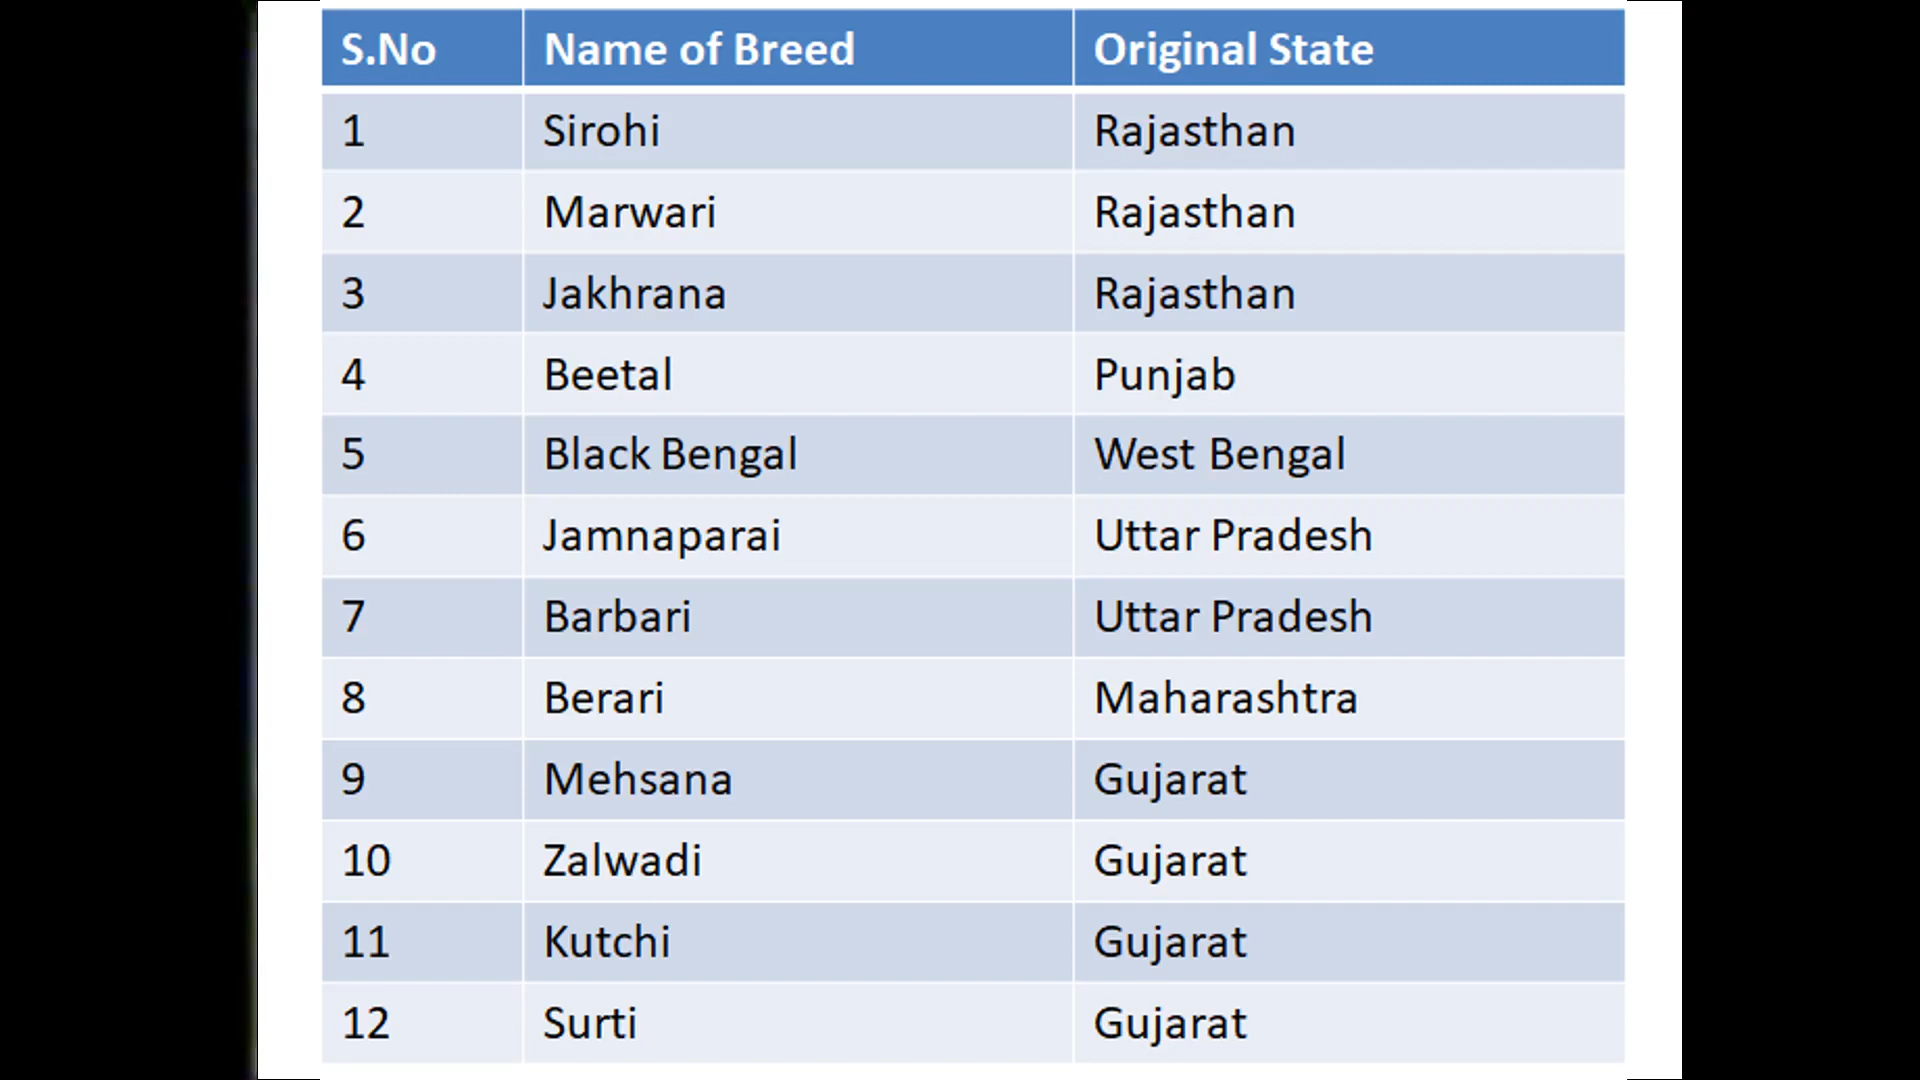 S.No Name of Breed Original State
1 Sirohi Rajasthan
2 Marwari Rajasthan
3 Jakhrana Rajasthan
4 Beetal Punjab
5 Black Bengal West Bengal
6 Jamnaparai Uttar Pradesh
7 Barbari Uttar Pradesh
8 Berari Maharashtra
9 Mehsana Gujarat
10 Zalwadi Gujarat
11 Kutchi Gujarat
12 Surti Gujarat